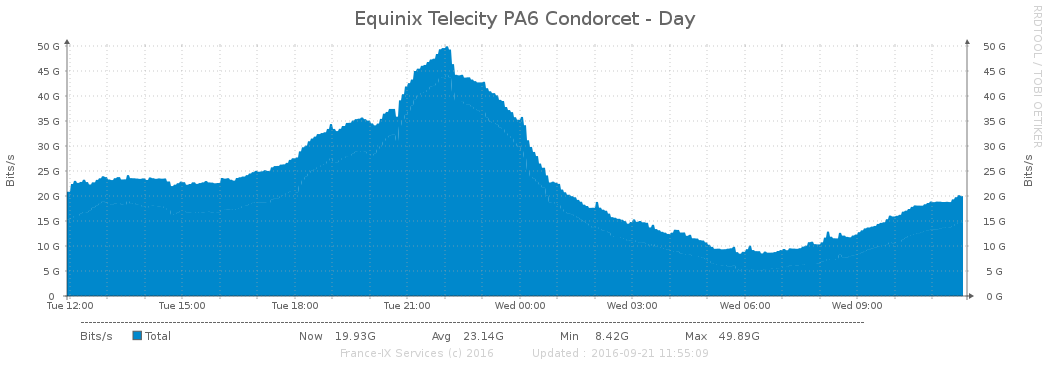 Equinix Telecity PA6 Condorcet - Day
RRDTOOL / TOBI OETIKER
Bits/s
50 G
45 G
40 G
35 G
30 G
25 G
20 G
15 G
10 G
5 G
0
50 G
45 G
40 G
35 G
30 G
25 G
20 G
15 G
10 G
5 G
0 G
Bits/s
Tue 12:00 Tue 15:00 Tue 18:00 Tue 21:00 Wed 00:00 Wed 03:00 Wed 06:00 Wed 09:00
Bits/s Total Now 19.93G Avg 23.14G Min 8.42G Max 49.89G
France-IX Services (c) 2016 Updated : 2016-09-21 11:55:09